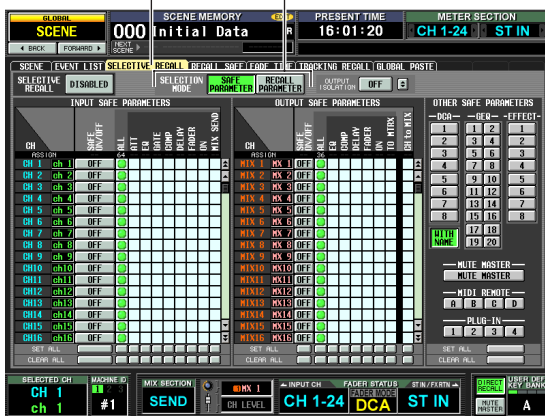 GLOBAL
SCENE
BACK FORWARD
SCENE MEMORY
000 Initial Data R
NEXT SCENE
PRESENT TIME
16:01:20
METER SECTION
CH 1-24 ST IN
SCENE EVENT LIST SELECTIVE RECALL RECALL SAFE FADE TIME TRACKING RECALL GLOBAL PASTE
SELECTIVE RECALL DISABLED
SELECTION MODE SAFE PARAMETER RECALL PARAMETER
OUTPUT ISOLATION OFF
INPUT SAFE PARAMETERS
CH SAFE ON/OFF ALL ATT EQ GATE COMP DELAY FADER ON MIX SEND
ASSIGN 64
CH 1 ch 1 OFF
CH 2 ch 2 OFF
CH 3 ch 3 OFF
CH 4 ch 4 OFF
CH 5 ch 5 OFF
CH 6 ch 6 OFF
CH 7 ch 7 OFF
CH 8 ch 8 OFF
CH 9 ch 9 OFF
CH10 ch10 OFF
CH11 ch11 OFF
CH12 ch12 OFF
CH13 ch13 OFF
CH14 ch14 OFF
CH15 ch15 OFF
CH16 ch16 OFF
SET ALL
CLEAR ALL
OUTPUT SAFE PARAMETERS
CH SAFE ON/OFF ALL EQ COMP DELAY FADER ON TO MTRX CH to MIX
ASSIGN 36
MIX 1 MX 1 OFF
MIX 2 MX 2 OFF
MIX 3 MX 3 OFF
MIX 4 MX 4 OFF
MIX 5 MX 5 OFF
MIX 6 MX 6 OFF
MIX 7 MX 7 OFF
MIX 8 MX 8 OFF
MIX 9 MX 9 OFF
MIX10 MX10 OFF
MIX11 MX11 OFF
MIX12 MX12 OFF
MIX13 MX13 OFF
MIX14 MX14 OFF
MIX15 MX15 OFF
MIX16 MX16 OFF
SET ALL
CLEAR ALL
OTHER SAFE PARAMETERS
DCA GEQ EFFECT
1 1 2 1
2 3 4 2
3 5 6 3
4 7 8 4
5 9 10 5
6 11 12 6
7 13 14 7
8 15 16 8
17 18
WITH NAME 19 20
MUTE MASTER
MUTE MASTER
MIDI REMOTE
A B C D
PLUG-IN
1 2 3 4
SELECTED CH
CH 1
ch 1
MACHINE ID
1 2 3
#1
MIX SECTION
SEND
MX 1
CH LEVEL
INPUT CH FADER STATUS STIN/FXRTN
CH 1-24
FADER MODE
DCA
ST IN
DIRECT RECALL
MUTE MASTER
USER DEF
KEY BANK
A